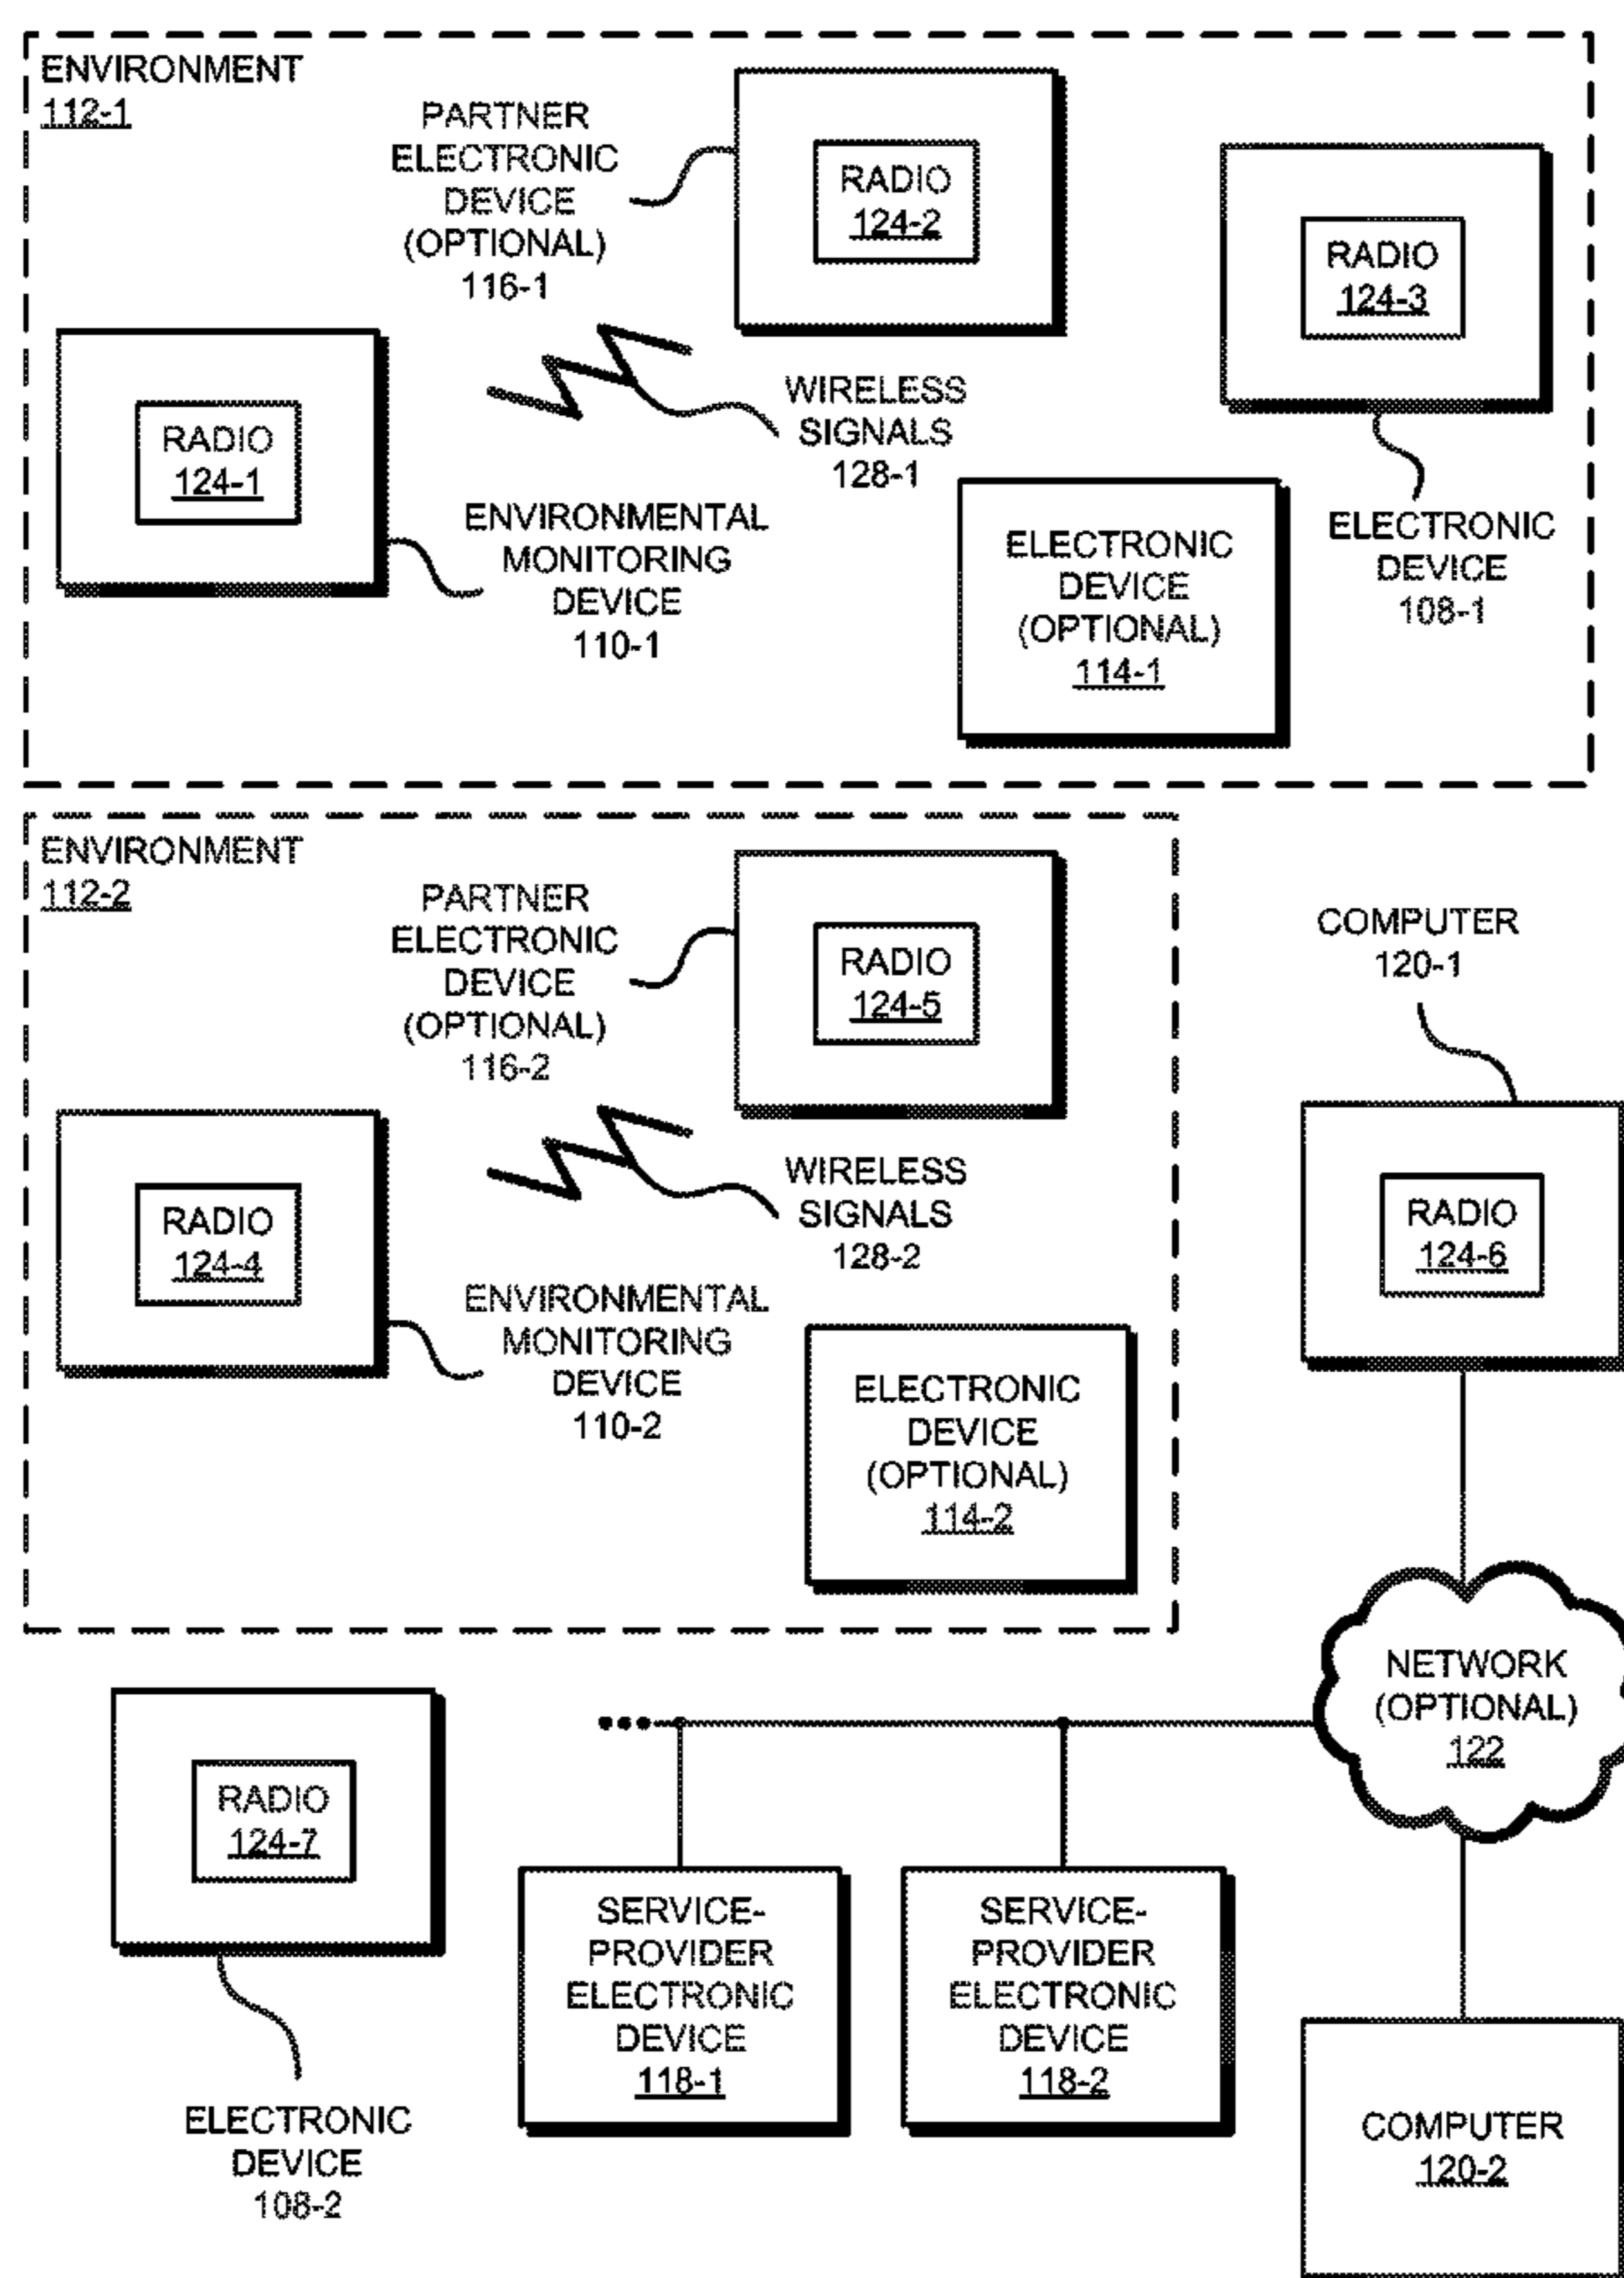 ENVIRONMENT
112-1
PARTNER
ELECTRONIC
DEVICE
(OPTIONAL)
116-1
RADIO
124-2
RADIO
124-3
RADIO
124-1
WIRELESS
SIGNALS
128-1
ENVIRONMENTAL
MONITORING
DEVICE
110-1
ELECTRONIC
DEVICE
(OPTIONAL)
114-1
ELECTRONIC
DEVICE
108-1
ENVIRONMENT
112-2
PARTNER
ELECTRONIC
DEVICE
(OPTIONAL)
116-2
RADIO
124-5
COMPUTER
120-1
RADIO
124-4
WIRELESS
SIGNALS
128-2
RADIO
124-6
ENVIRONMENTAL
MONITORING
DEVICE
110-2
ELECTRONIC
DEVICE
(OPTIONAL)
114-2
NETWORK
(OPTIONAL)
122
RADIO
124-7
SERVICE-
PROVIDER
ELECTRONIC
DEVICE
118-1
SERVICE-
PROVIDER
ELECTRONIC
DEVICE
118-2
ELECTRONIC
DEVICE
108-2
COMPUTER
120-2